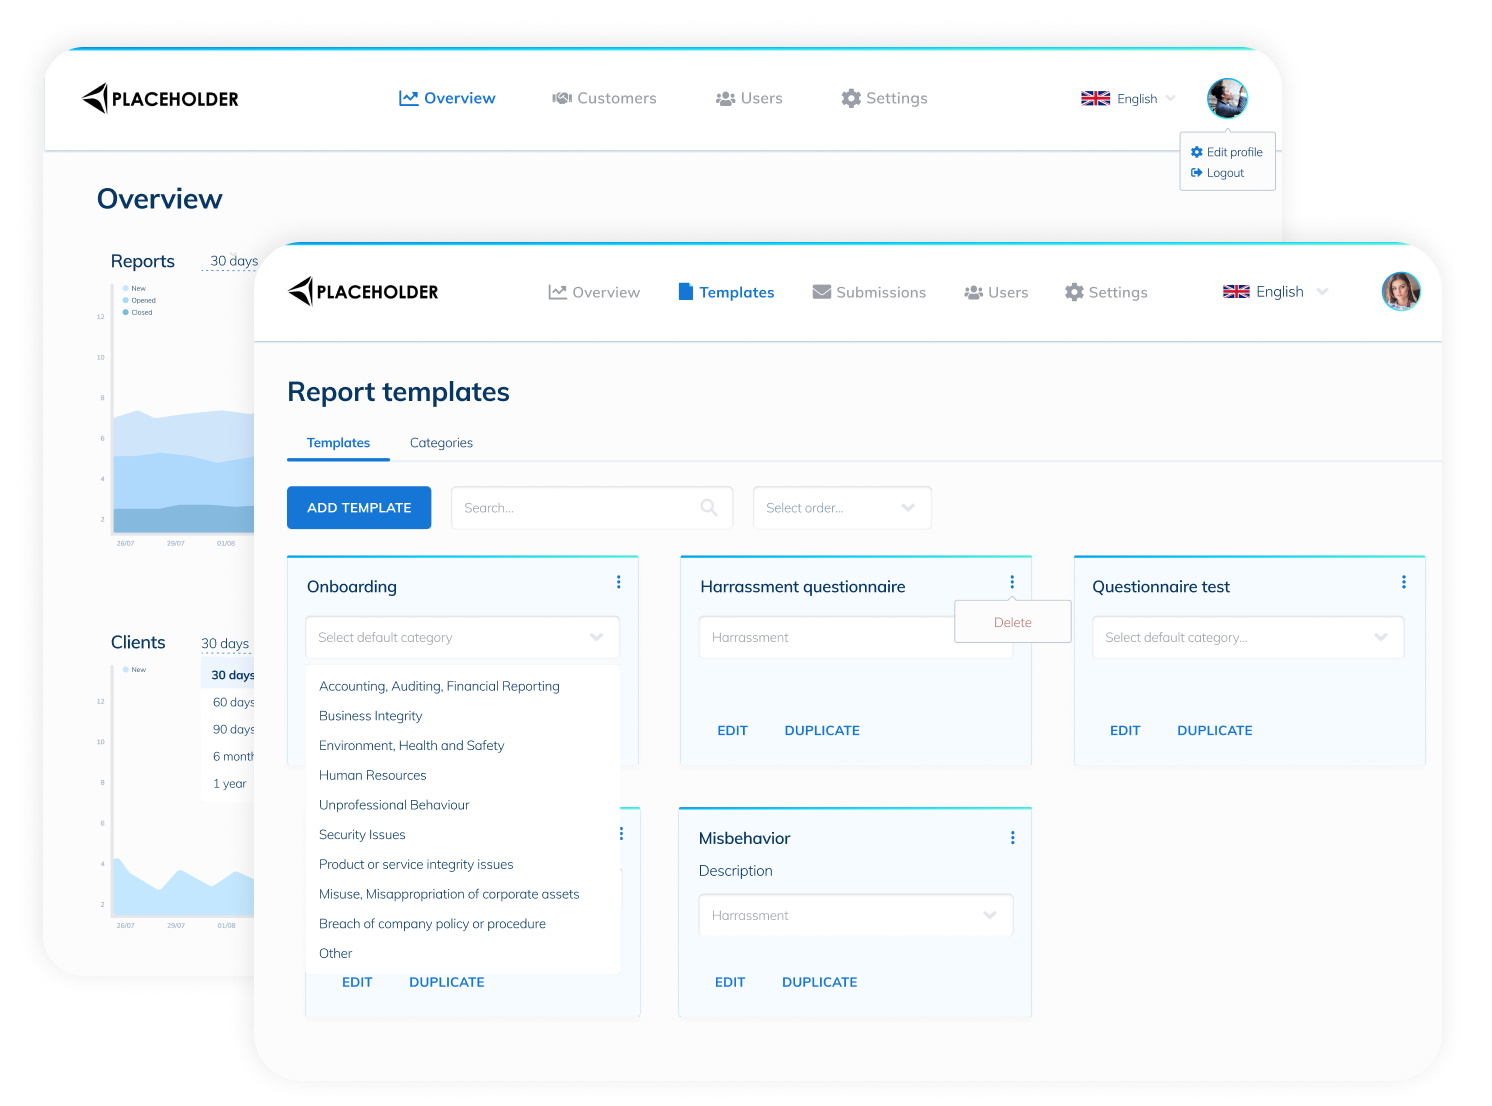 PLACEHOLDER
Overview
Customers
Users
Settings
English
Edit profile
Logout
Overview
Reports
30 days
New
Opened
Closed
12
10
8
6
4
2
26/07
29/07
01/08
Clients
30 days
New
30 days
60 days
90 days
6 month
1 year
12
10
8
6
4
2
26/07
29/07
01/08
PLACEHOLDER
Overview
Templates
Submissions
Users
Settings
English
Report templates
Templates
Categories
ADD TEMPLATE
Search...
Select order...
Onboarding
Select default category
Accounting, Auditing, Financial Reporting
Business Integrity
Environment, Health and Safety
Human Resources
Unprofessional Behaviour
Security Issues
Product or service integrity issues
Misuse, Misappropriation of corporate assets
Breach of company policy or procedure
Other
EDIT
DUPLICATE
Harrassment questionnaire
Delete
Harrassment
EDIT
DUPLICATE
Questionnaire test
Select default category...
EDIT
DUPLICATE
Misbehavior
Description
Harrassment
EDIT
DUPLICATE